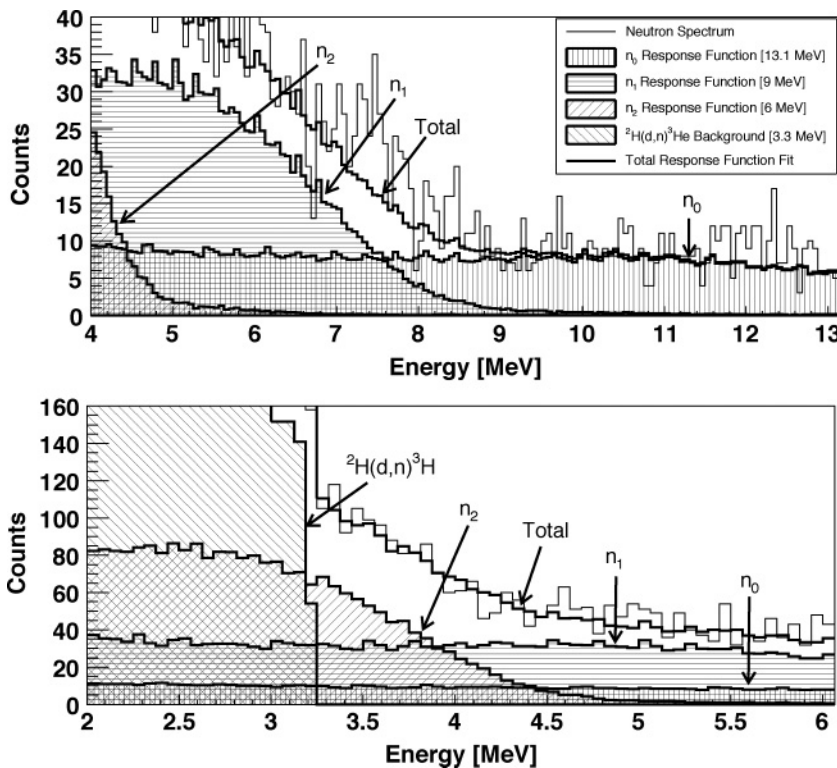 40
35
30
25
20
15
10
5
0
Counts
n₂
n₁
Total
n₀
Neutron Spectrum
n₀ Response Function [13.1 MeV]
n₁ Response Function [9 MeV]
n₂ Response Function [6 MeV]
²H(d,n)³He Background [3.3 MeV]
Total Response Function Fit
4 5 6 7 8 9 10 11 12 13
Energy [MeV]
160
140
120
100
80
60
40
20
0
Counts
²H(d,n)³H
n₂
Total
n₁
n₀
2 2.5 3 3.5 4 4.5 5 5.5 6
Energy [MeV]